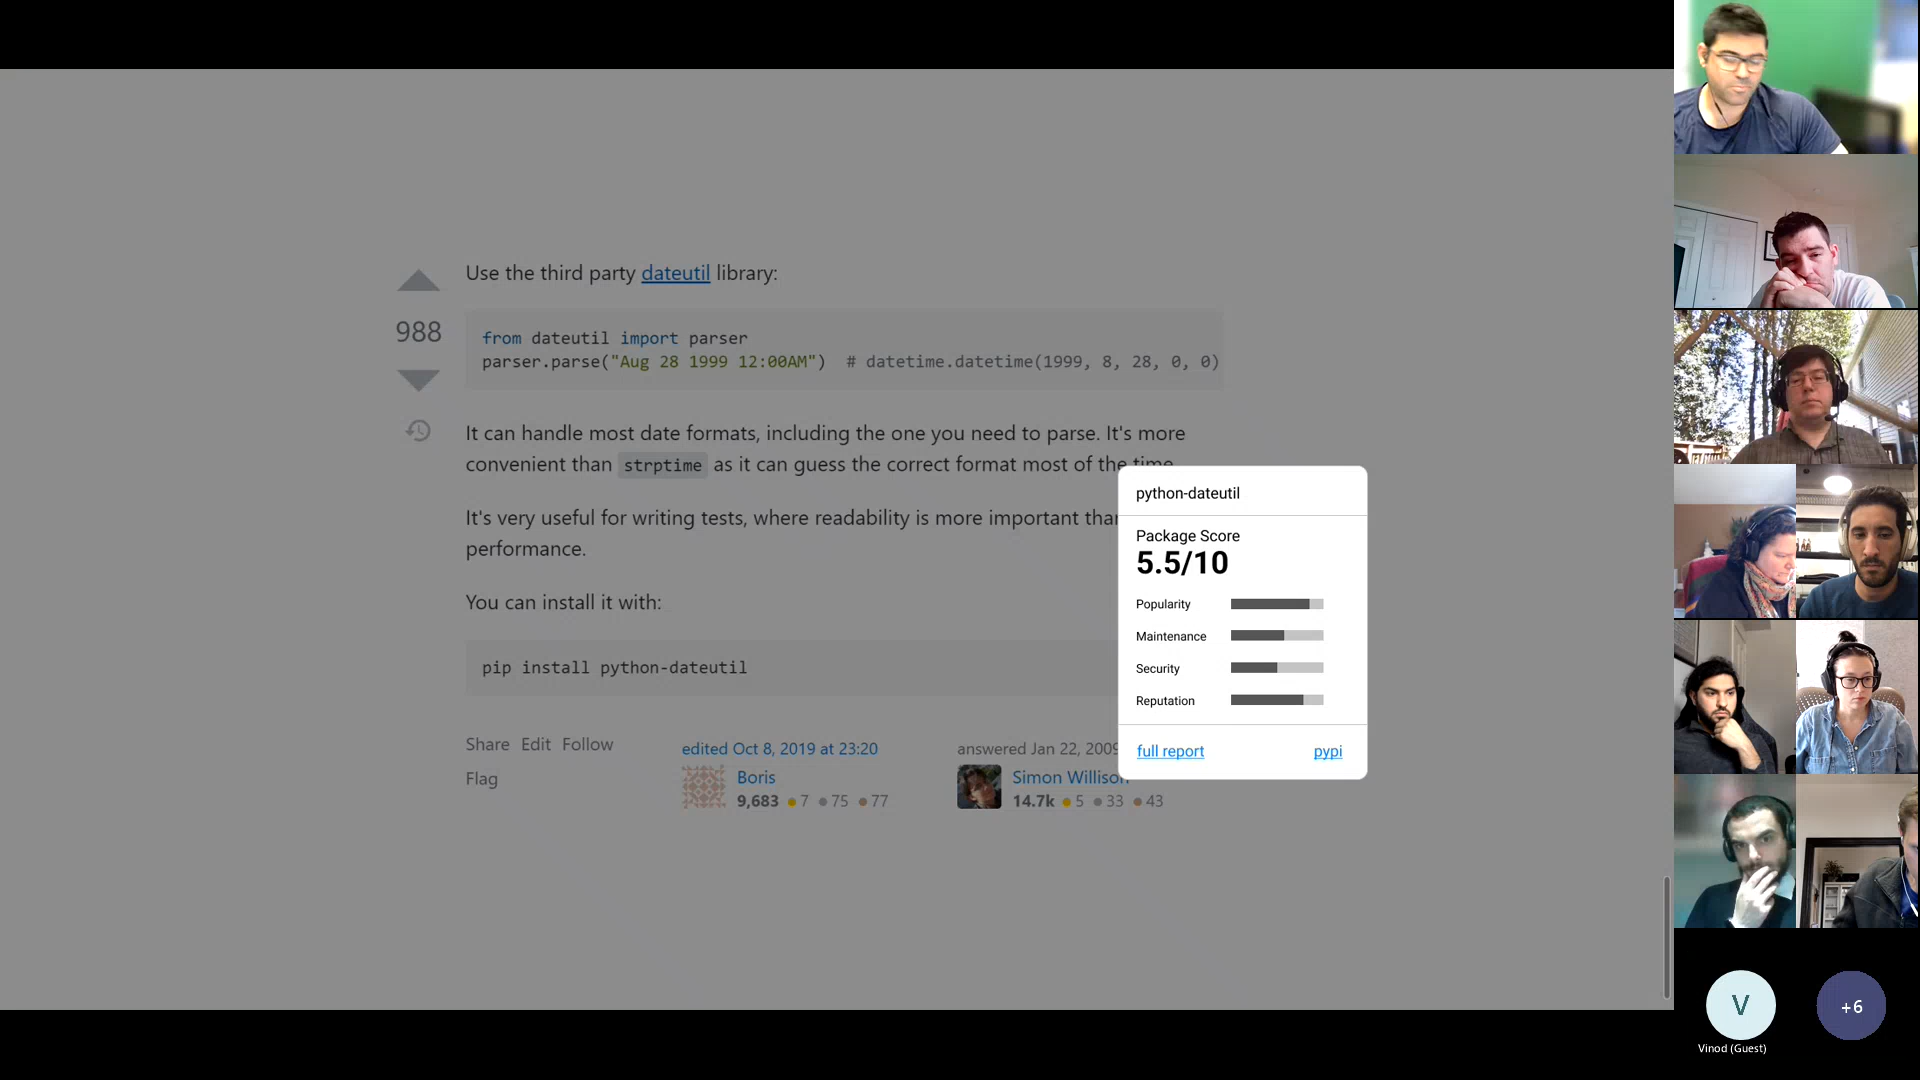 Use the third party dateutil library:
988
from dateutil import parser
parser.parse("Aug 28 1999 12:00AM")  # datetime.datetime(1999, 8, 28, 0, 0)
It can handle most date formats, including the one you need to parse. It's more
convenient than strptime as it can guess the correct format most of the time
It's very useful for writing tests, where readability is more important than
performance.
You can install it with:
pip install python-dateutil
Share Edit Follow
Flag
edited Oct 8, 2019 at 23:20
Boris
9,683 7 75 77
answered Jan 22, 2009
Simon Willison
14.7k 5 33 43
python-dateutil
Package Score
5.5/10
Popularity
Maintenance
Security
Reputation
full report pypi
V
Vinod (Guest)
+6